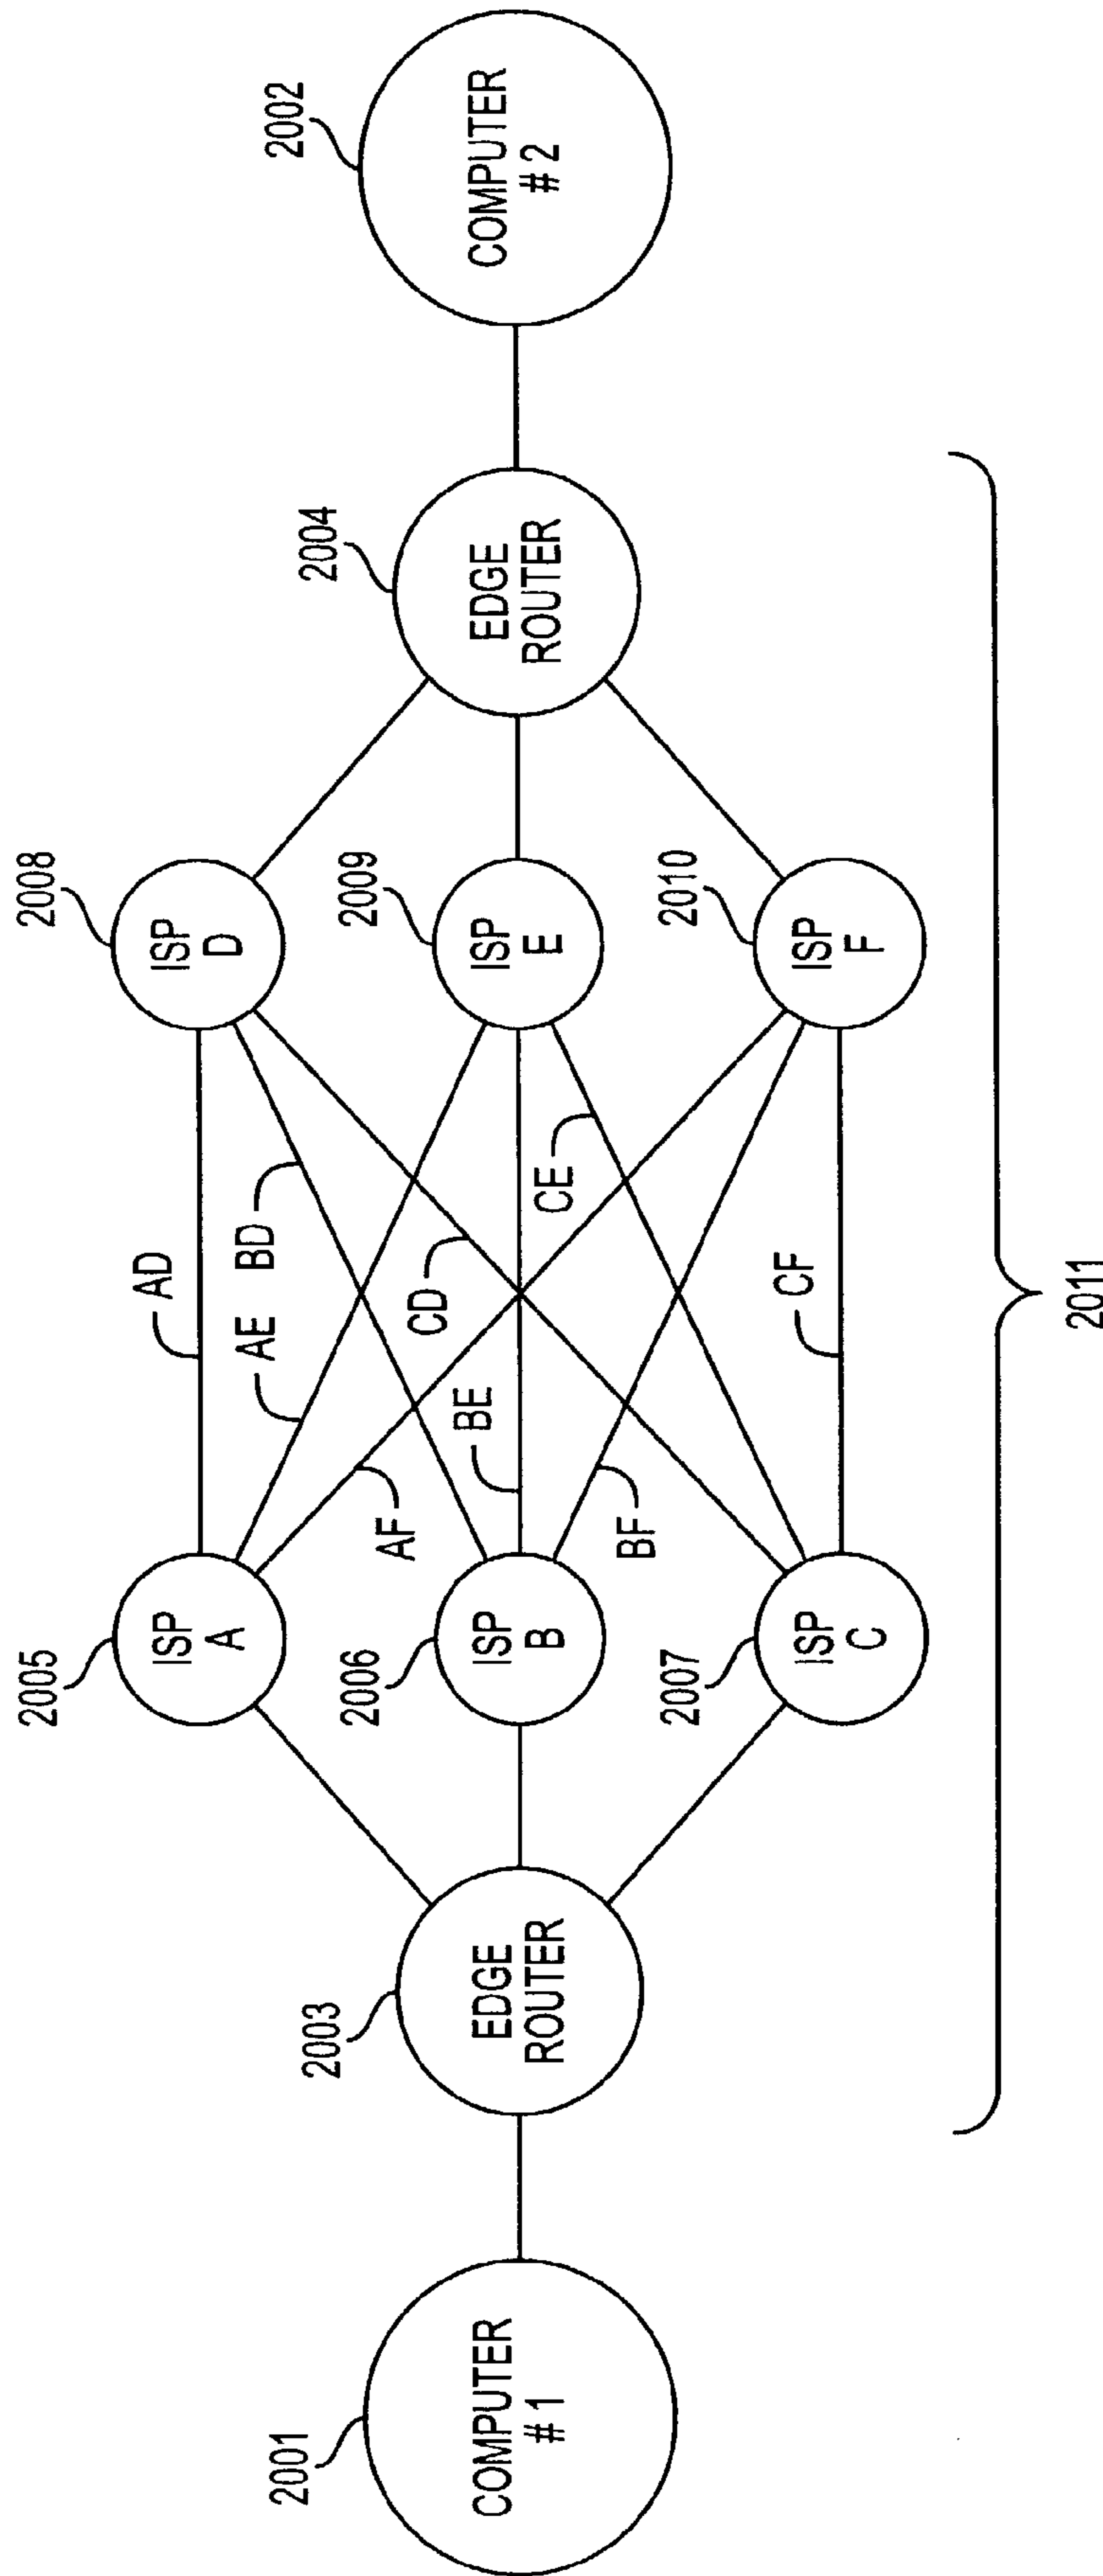 2001
COMPUTER
# 1
2003
EDGE
ROUTER
2005
ISP
A
2006
ISP
B
2007
ISP
C
AD
AE
BD
AF
CD
BE
CE
BF
CF
2008
ISP
D
2009
ISP
E
2010
ISP
F
2004
EDGE
ROUTER
2002
COMPUTER
# 2
2011